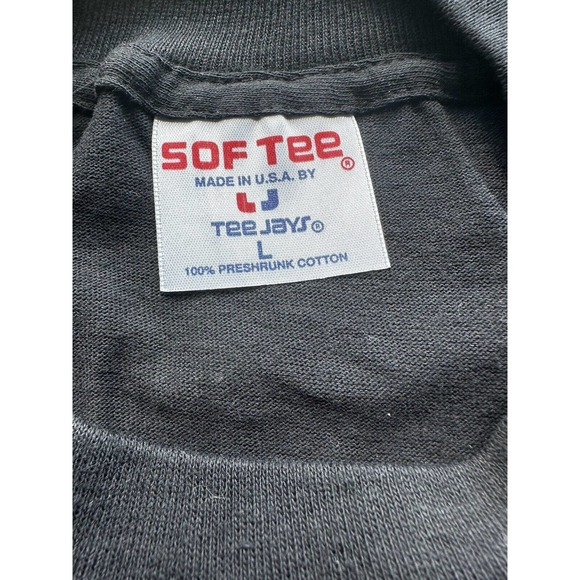 SOF TEE ®
MADE IN U.S.A. BY
TEE JAYS ®
L
100% PRESHRUNK COTTON